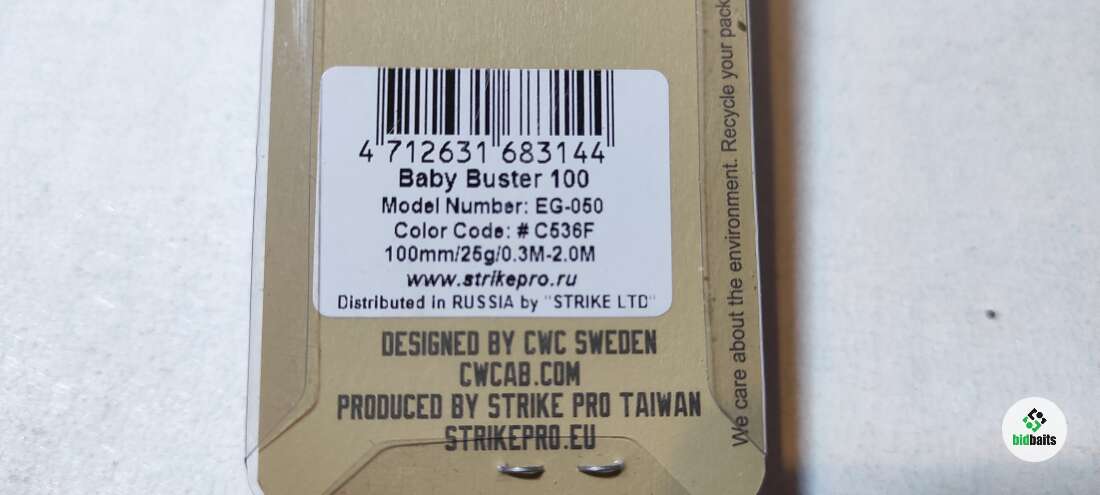 4 712631 683144
Baby Buster 100
Model Number: EG-050
Color Code: # C536F
100mm/25g/0.3M-2.0M
www.strikepro.ru
Distributed in RUSSIA by "STRIKE LTD"
DESIGNED BY CWC SWEDEN
CWCAB.COM
PRODUCED BY STRIKE PRO TAIWAN
STRIKEPRO.EU
We care about the environment. Recycle your pack
bidbaits